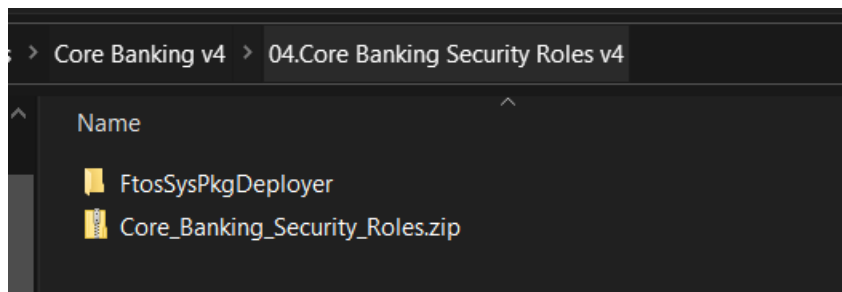 Core Banking v4 > 04.Core Banking Security Roles v4
Name
FtosSysPkgDeployer
Core_Banking_Security_Roles.zip